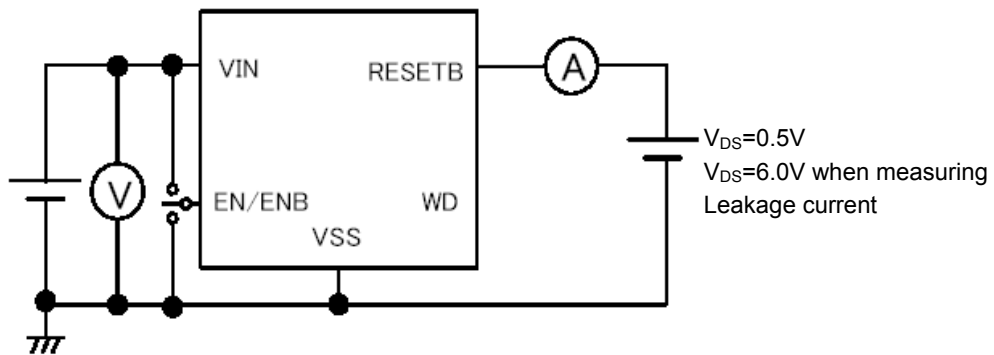 VIN
RESETB
A
V
EN/ENB
WD
VSS
V_DS=0.5V
V_DS=6.0V when measuring
Leakage current